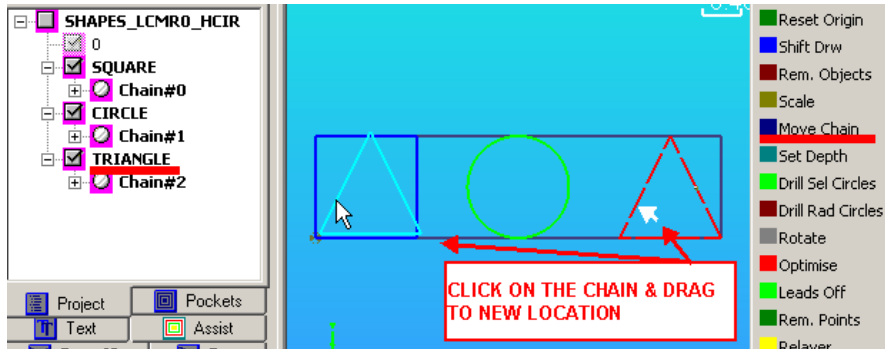 SHAPES_LCMR0_HCIR
0
SQUARE
Chain#0
CIRCLE
Chain#1
TRIANGLE
Chain#2
Project
Pockets
Text
Assist
CLICK ON THE CHAIN & DRAG
TO NEW LOCATION
Reset Origin
Shift Drw
Rem. Objects
Scale
Move Chain
Set Depth
Drill Sel Circles
Drill Rad Circles
Rotate
Optimise
Leads Off
Rem. Points
Relayer